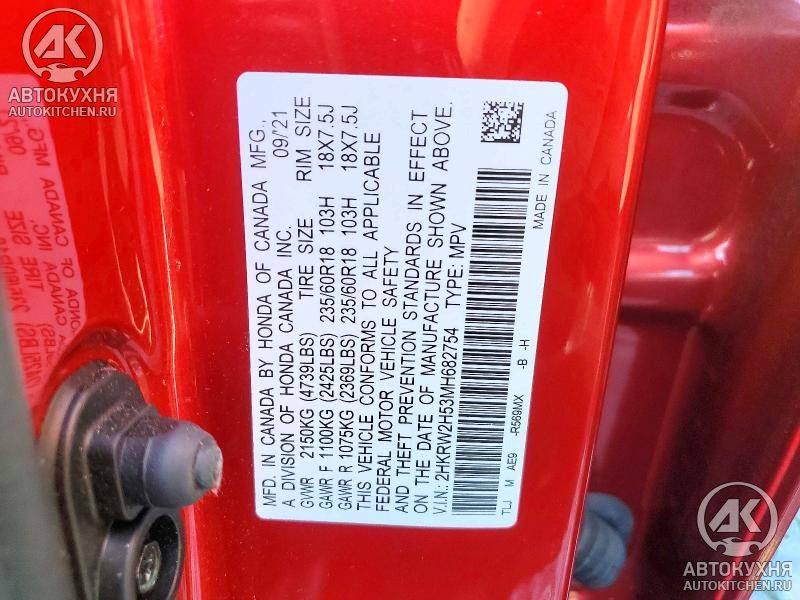 AK
АВТОКУХНЯ
AUTOKITCHEN.RU
MFD. IN CANADA BY HONDA OF CANADA MFG.,
A DIVISION OF HONDA CANADA INC. 09/'21
GVWR 2150KG (4739LBS) TIRE SIZE RIM SIZE
GAWR F 1100KG (2425LBS) 235/60R18 103H 18X7.5J
GAWR R 1075KG (2369LBS) 235/60R18 103H 18X7.5J
THIS VEHICLE CONFORMS TO ALL APPLICABLE
FEDERAL MOTOR VEHICLE SAFETY
AND THEFT PREVENTION STANDARDS IN EFFECT
ON THE DATE OF MANUFACTURE SHOWN ABOVE.
V.I.N.: 2HKRW2H53MH682754 TYPE: MPV
TLJ M AE9 -R569MX -B -H MADE IN CANADA
AK
АВТОКУХНЯ
AUTOKITCHEN.RU